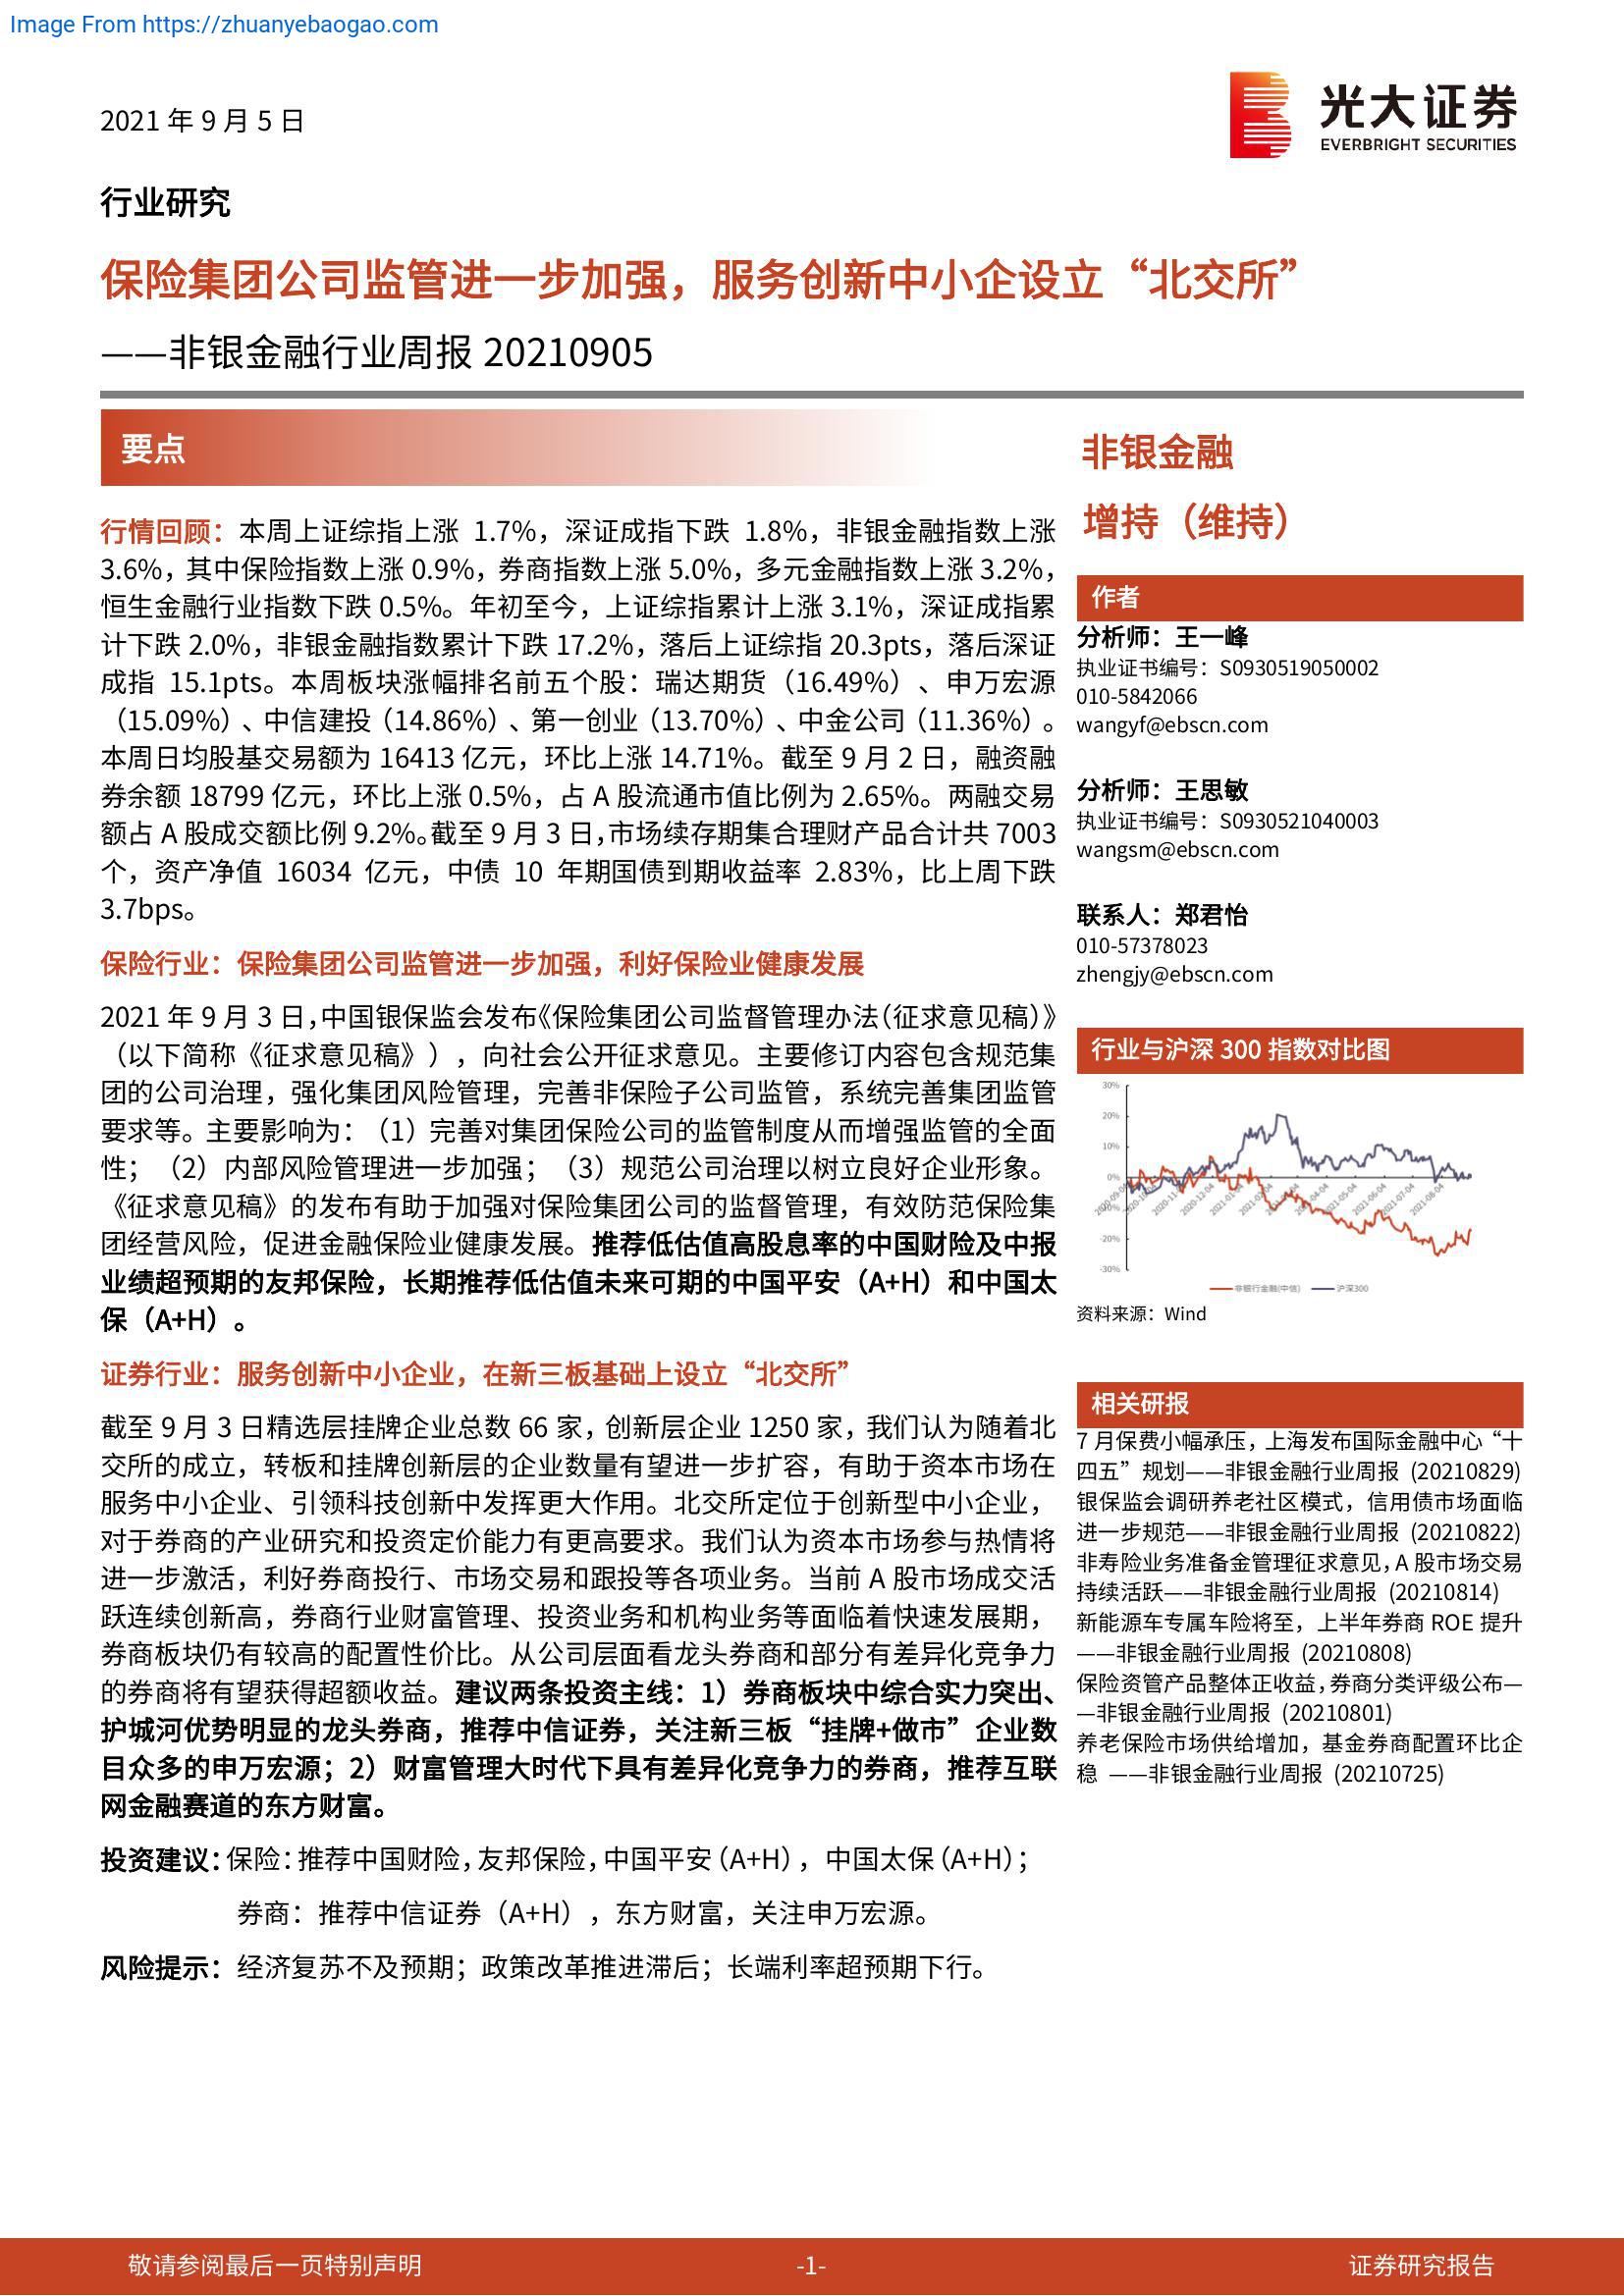 Image From https://zhuanyebaogao.com
2021 年 9 月 5 日
光大证券
EVERBRIGHT SECURITIES
行业研究
保险集团公司监管进一步加强，服务创新中小企设立“北交所”
——非银金融行业周报 20210905
要点
行情回顾：本周上证综指上涨 1.7%，深证成指下跌 1.8%，非银金融指数上涨
3.6%，其中保险指数上涨 0.9%，券商指数上涨 5.0%，多元金融指数上涨 3.2%，
恒生金融行业指数下跌 0.5%。年初至今，上证综指累计上涨 3.1%，深证成指累
计下跌 2.0%，非银金融指数累计下跌 17.2%，落后上证综指 20.3pts，落后深证
成指 15.1pts。本周板块涨幅排名前五个股：瑞达期货（16.49%）、申万宏源
（15.09%）、中信建投（14.86%）、第一创业（13.70%）、中金公司（11.36%）。
本周日均股基交易额为 16413 亿元，环比上涨 14.71%。截至 9 月 2 日，融资融
券余额 18799 亿元，环比上涨 0.5%，占 A 股流通市值比例为 2.65%。两融交易
额占 A 股成交额比例 9.2%。截至 9 月 3 日，市场续存期集合理财产品合计共 7003
个，资产净值 16034 亿元，中债 10 年期国债到期收益率 2.83%，比上周下跌
3.7bps。
保险行业：保险集团公司监管进一步加强，利好保险业健康发展
2021 年 9 月 3 日，中国银保监会发布《保险集团公司监督管理办法（征求意见稿）》
（以下简称《征求意见稿》），向社会公开征求意见。主要修订内容包含规范集
团的公司治理，强化集团风险管理，完善非保险子公司监管，系统完善集团监管
要求等。主要影响为：（1）完善对集团保险公司的监管制度从而增强监管的全面
性；（2）内部风险管理进一步加强；（3）规范公司治理以树立良好企业形象。
《征求意见稿》的发布有助于加强对保险集团公司的监督管理，有效防范保险集
团经营风险，促进金融保险业健康发展。推荐低估值高股息率的中国财险及中报
业绩超预期的友邦保险，长期推荐低估值未来可期的中国平安（A+H）和中国太
保（A+H）。
证券行业：服务创新中小企业，在新三板基础上设立“北交所”
截至 9 月 3 日精选层挂牌企业总数 66 家，创新层企业 1250 家，我们认为随着北
交所的成立，转板和挂牌创新层的企业数量有望进一步扩容，有助于资本市场在
服务中小企业、引领科技创新中发挥更大作用。北交所定位于创新型中小企业，
对于券商的产业研究和投资定价能力有更高要求。我们认为资本市场参与热情将
进一步激活，利好券商投行、市场交易和跟投等各项业务。当前 A 股市场成交活
跃连续创新高，券商行业财富管理、投资业务和机构业务等面临着快速发展期，
券商板块仍有较高的配置性价比。从公司层面看龙头券商和部分有差异化竞争力
的券商将有望获得超额收益。建议两条投资主线：1）券商板块中综合实力突出、
护城河优势明显的龙头券商，推荐中信证券，关注新三板“挂牌+做市”企业数
目众多的申万宏源；2）财富管理大时代下具有差异化竞争力的券商，推荐互联
网金融赛道的东方财富。
投资建议：保险：推荐中国财险，友邦保险，中国平安（A+H），中国太保（A+H）；
券商：推荐中信证券（A+H），东方财富，关注申万宏源。
风险提示：经济复苏不及预期；政策改革推进滞后；长端利率超预期下行。
非银金融
增持（维持）
作者
分析师：王一峰
执业证书编号：S0930519050002
010-5842066
wangyf@ebscn.com
分析师：王思敏
执业证书编号：S0930521040003
wangsm@ebscn.com
联系人：郑君怡
010-57378023
zhengjy@ebscn.com
行业与沪深 300 指数对比图
30%
20%
10%
0%
-10%
-20%
-30%
2020-09-04
2020-10-04
2020-11-04
2020-12-04
2021-01-04
2021-02-04
2021-03-04
2021-04-04
2021-05-04
2021-06-04
2021-07-04
2021-08-04
非银行金融(中信)
沪深300
资料来源：Wind
相关研报
7 月保费小幅承压，上海发布国际金融中心“十
四五”规划——非银金融行业周报 (20210829)
银保监会调研养老社区模式，信用债市场面临
进一步规范——非银金融行业周报 (20210822)
非寿险业务准备金管理征求意见，A 股市场交易
持续活跃——非银金融行业周报 (20210814)
新能源车专属车险将至，上半年券商 ROE 提升
——非银金融行业周报 (20210808)
保险资管产品整体正收益，券商分类评级公布—
—非银金融行业周报 (20210801)
养老保险市场供给增加，基金券商配置环比企
稳 ——非银金融行业周报 (20210725)
敬请参阅最后一页特别声明
-1-
证券研究报告